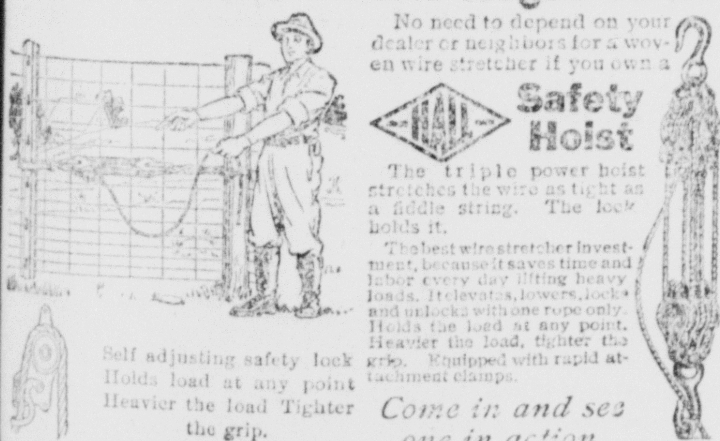 No need to depend on your
dealer or neighbors for a wov-
en wire stretcher if you own a
HALL
Safety
Hoist
The triple power hoist
stretches the wire as tight as
a fiddle string. The lock
holds it.
The best wire stretcher invest-
ment, because it saves time and
labor every day lifting heavy
loads. It elevates, lowers, locks
and unlocks with one rope only.
Holds the load at any point.
Heavier the load, tighter the
grip. Equipped with rapid at-
tachment clamps.
Self adjusting safety lock
Holds load at any point
Heavier the load Tighter
the grip.
Come in and see
one in action